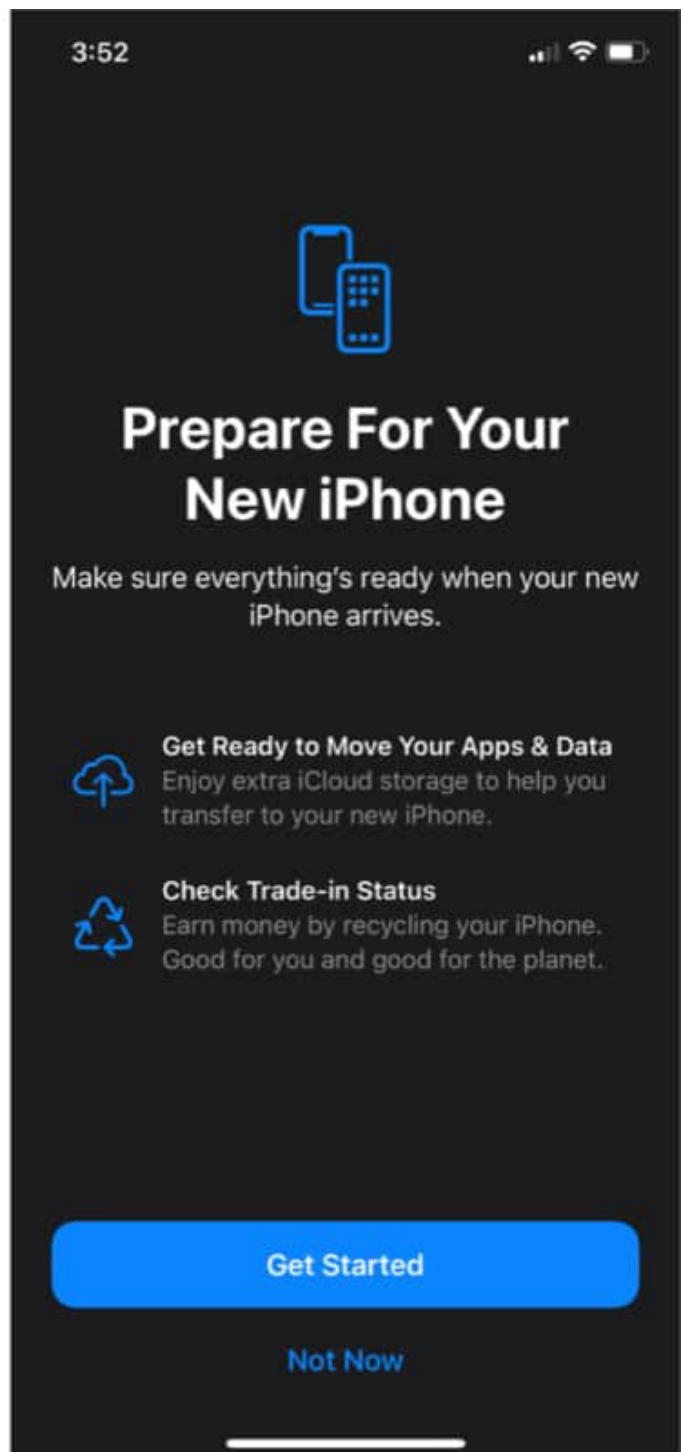 3:52
Prepare For Your
New iPhone
Make sure everything's ready when your new
iPhone arrives.
Get Ready to Move Your Apps & Data
Enjoy extra iCloud storage to help you
transfer to your new iPhone.
Check Trade-in Status
Earn money by recycling your iPhone.
Good for you and good for the planet.
Get Started
Not Now